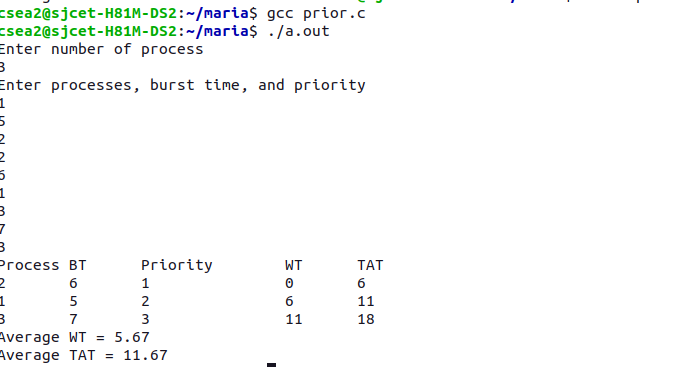 csea2@sjcet-H81M-DS2:~/maria$ gcc prior.c
csea2@sjcet-H81M-DS2:~/maria$ ./a.out
Enter number of process
3
Enter processes, burst time, and priority
1
5
2
2
6
1
3
7
3
Process BT Priority WT TAT
2 6 1 0 6
1 5 2 6 11
3 7 3 11 18
Average WT = 5.67
Average TAT = 11.67